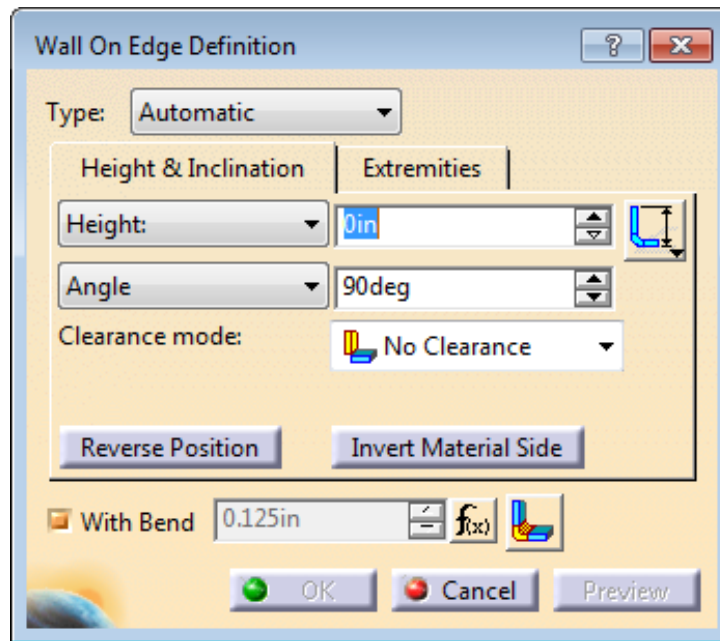 Wall On Edge Definition
Type: Automatic
Height & Inclination Extremities
Height: 0in
Angle 90deg
Clearance mode: No Clearance
Reverse Position Invert Material Side
With Bend 0.125in f(x)
OK Cancel Preview